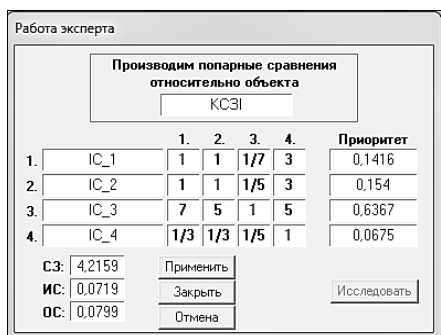 Работа эксперта
Производим попарные сравнения
относительно объекта
КСЗІ
1. 2. 3. 4. Приоритет
1. IC_1 1 1 1/7 3 0,1416
2. IC_2 1 1 1/5 3 0,154
3. IC_3 7 5 1 5 0,6367
4. IC_4 1/3 1/3 1/5 1 0,0675
СЗ: 4,2159 Применить
ИС: 0,0719 Закрыть Исследовать
ОС: 0,0799 Отмена